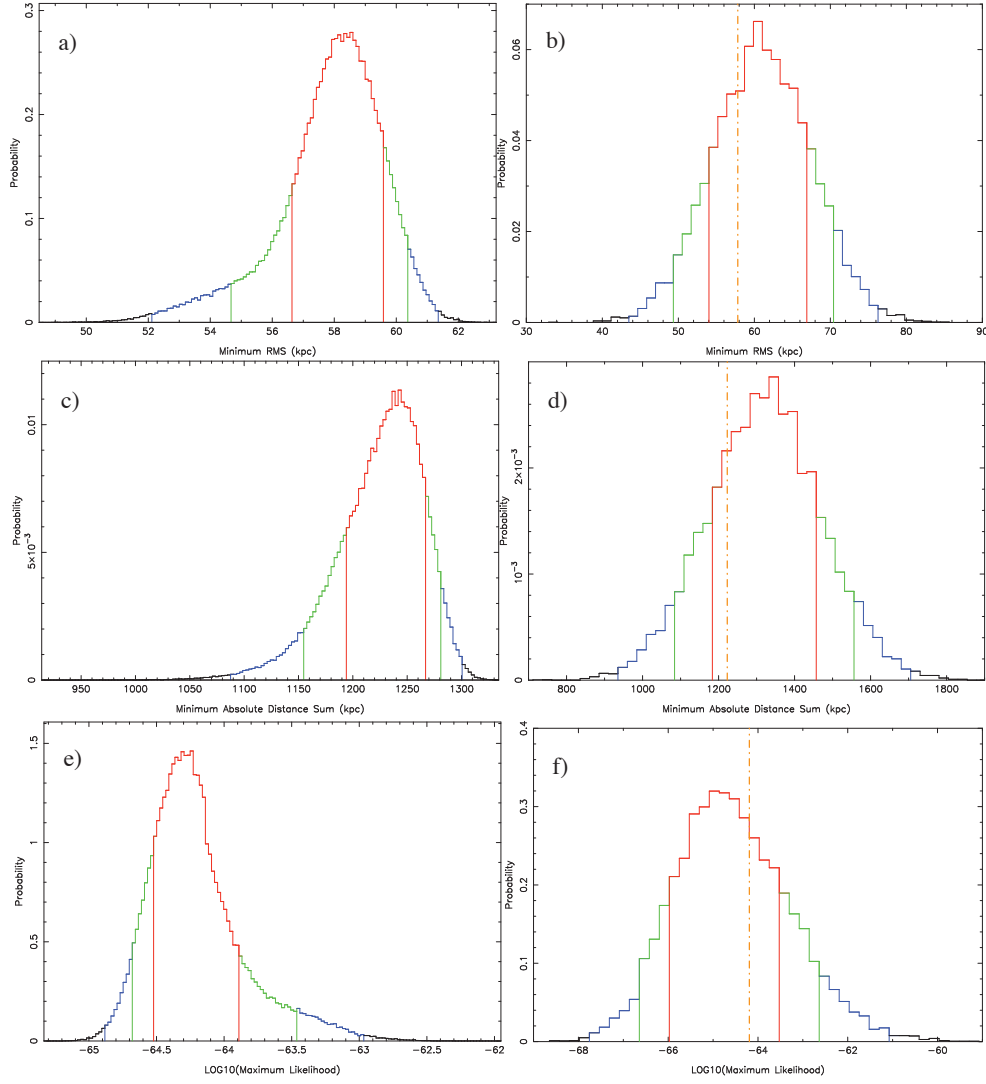 a)
0.3
0.2
0.1
0
Probability
50 52 54 56 58 60 62
Minimum RMS (kpc)
b)
0.06
0.04
0.02
0
Probability
30 40 50 60 70 80 90
Minimum RMS (kpc)
c)
0.01
5×10⁻³
0
Probability
950 1000 1050 1100 1150 1200 1250 1300
Minimum Absolute Distance Sum (kpc)
d)
2×10⁻³
10⁻³
0
Probability
800 1000 1200 1400 1600 1800
Minimum Absolute Distance Sum (kpc)
e)
1.5
1
0.5
0
Probability
−65 −64.5 −64 −63.5 −63 −62.5 −62
LOG10(Maximum Likelihood)
f)
0.4
0.3
0.2
0.1
0
Probability
−68 −66 −64 −62 −60
LOG10(Maximum Likelihood)